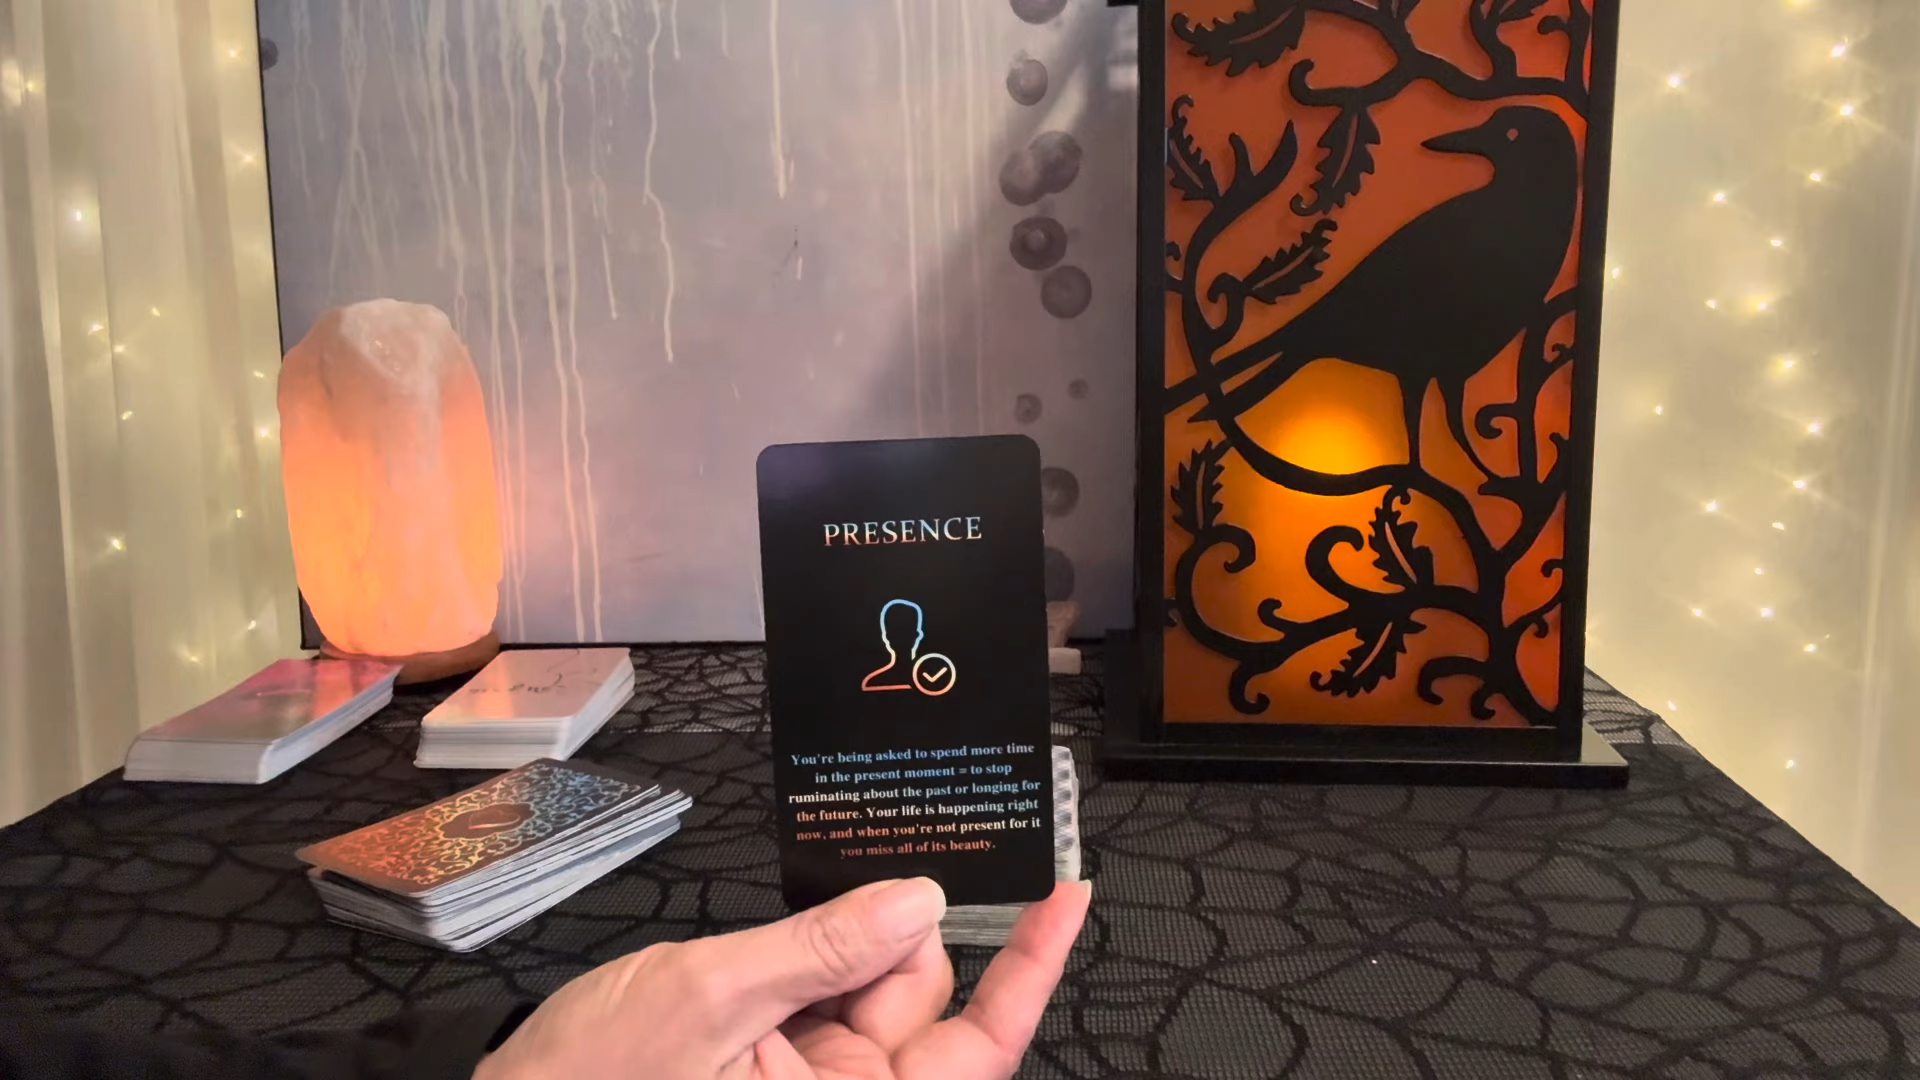 PRESENCE
You're being asked to spend more time
in the present moment = to stop
ruminating about the past or longing for
the future. Your life is happening right
now, and when you're not present for it
you miss all of its beauty.